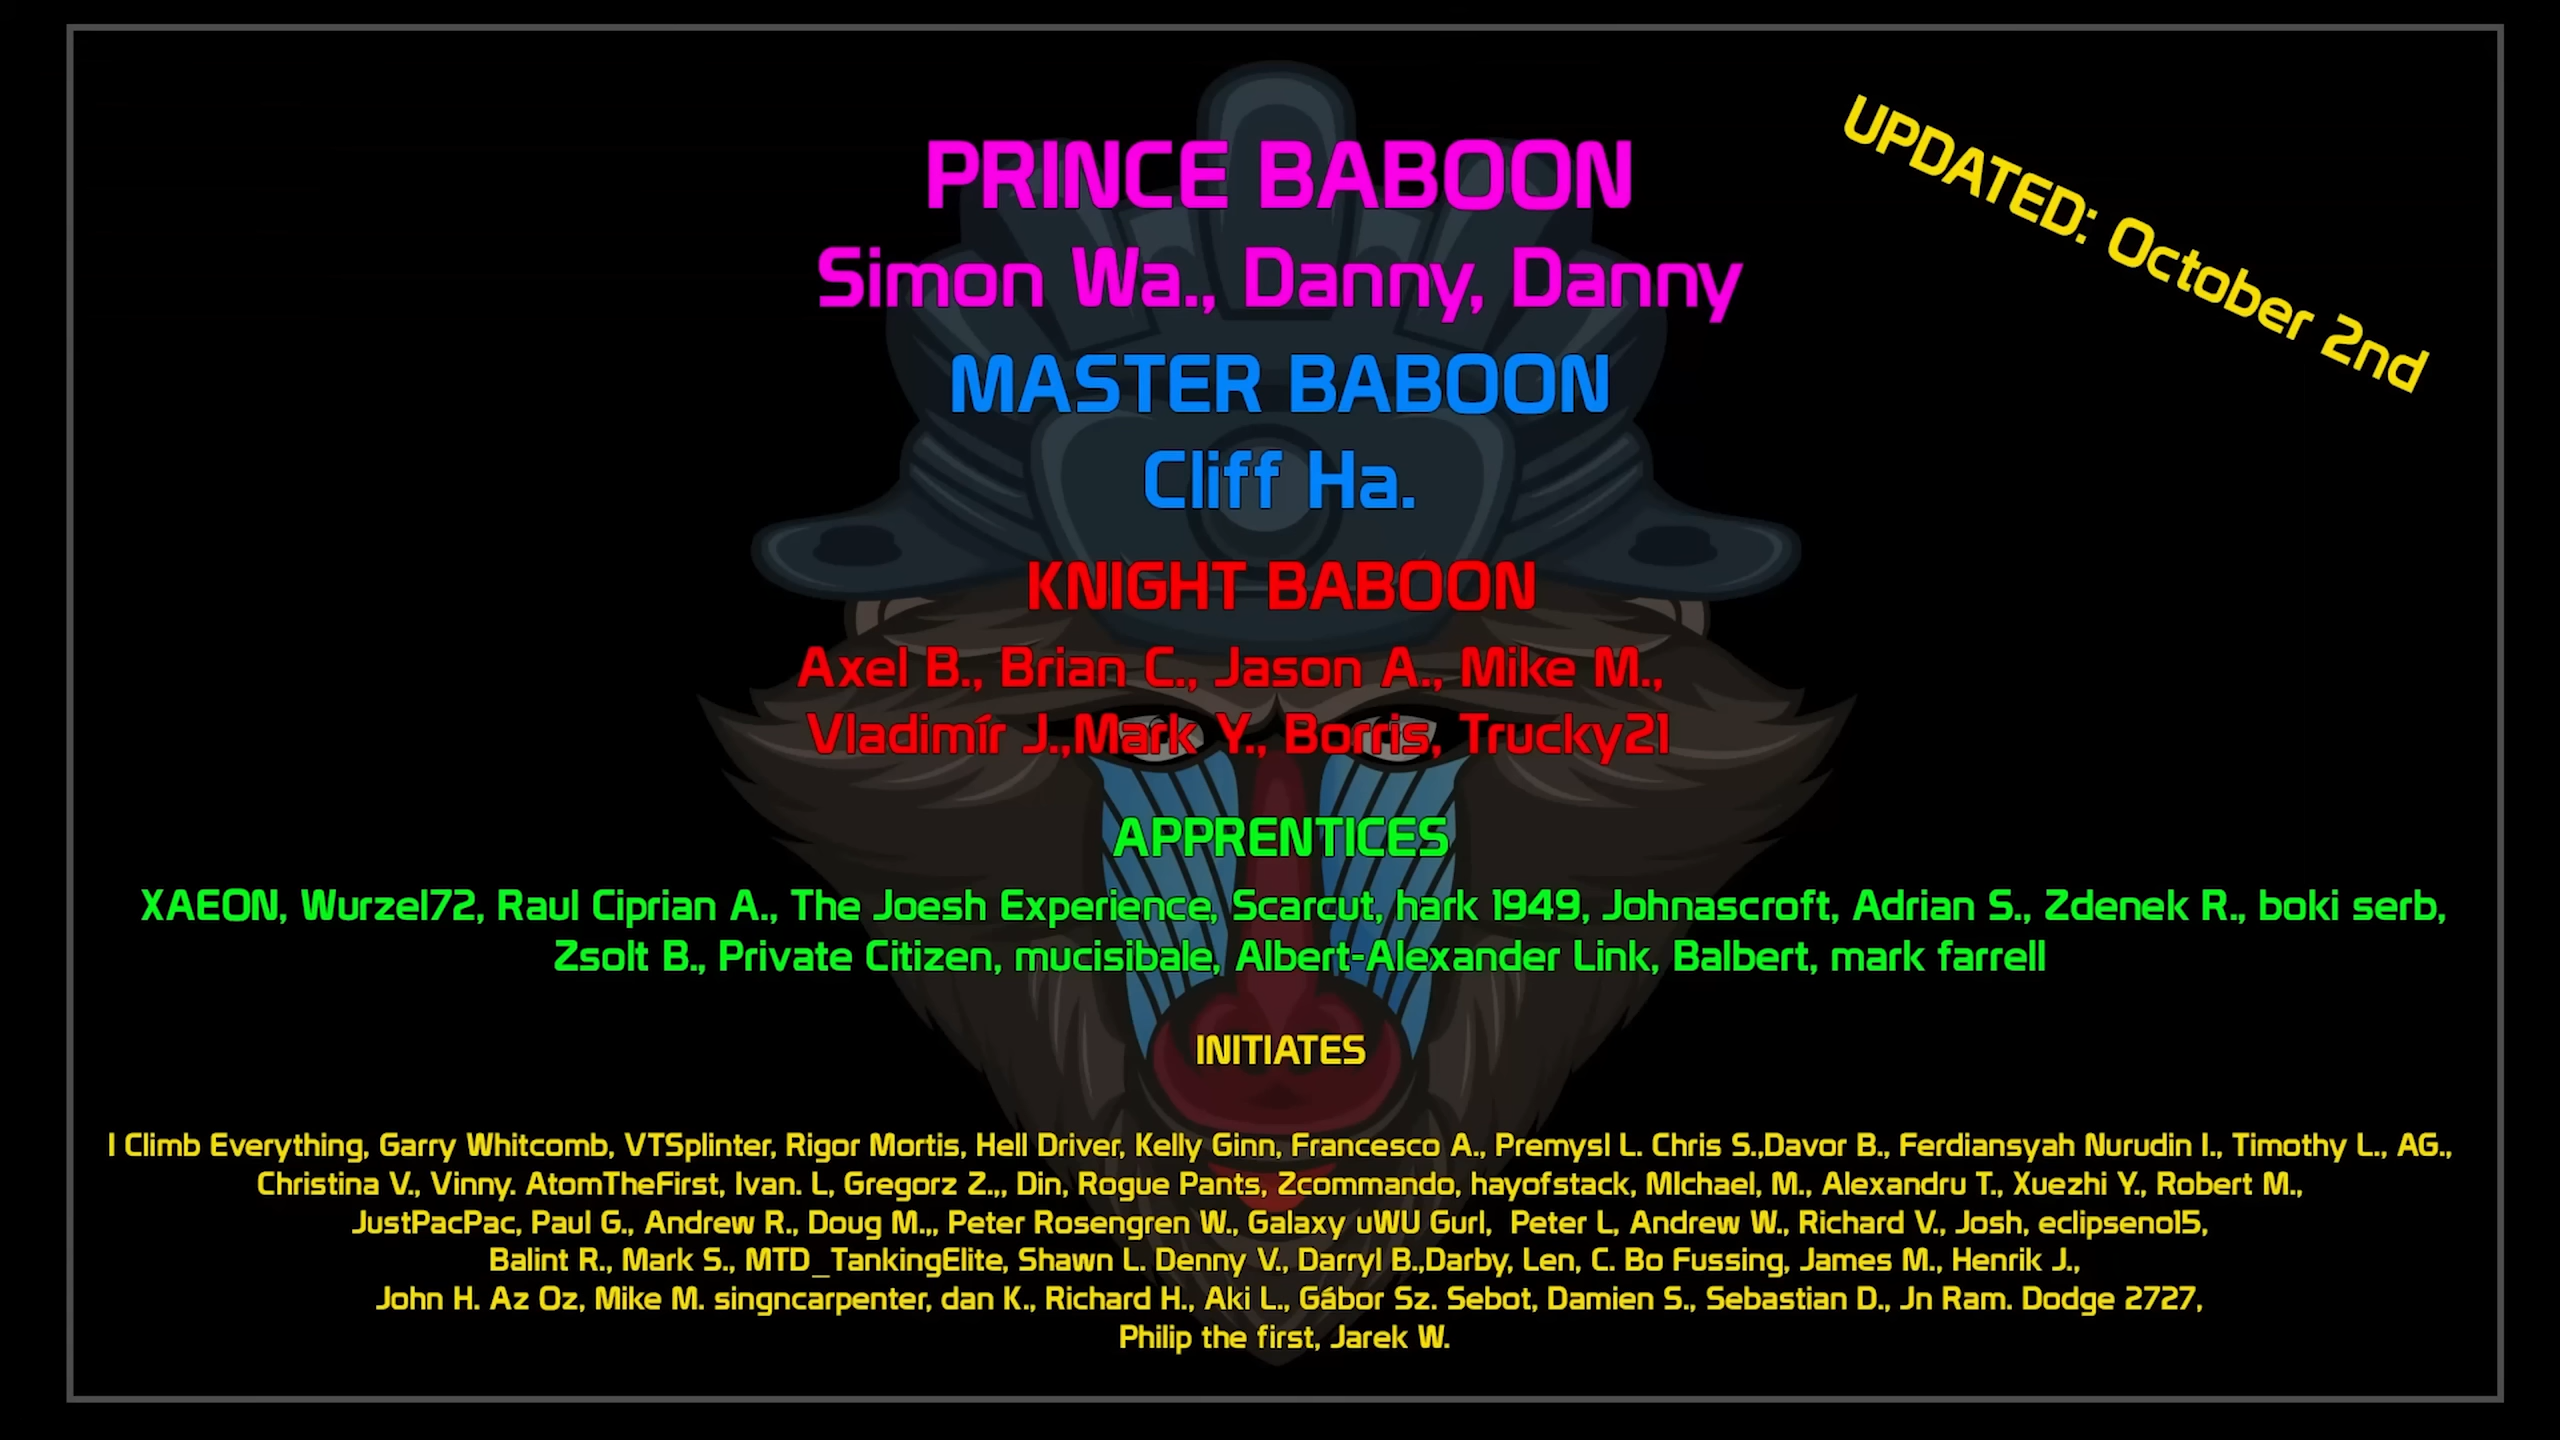 PRINCE BABOON
Simon Wa., Danny, Danny
UPDATED: October 2nd
MASTER BABOON
Cliff Ha.
KNIGHT BABOON
Axel B., Brian C., Jason A., Mike M.,
Vladimír J.,Mark Y., Borris, Trucky21
APPRENTICES
XAEON, Wurzel72, Raul Ciprian A., The Joesh Experience, Scarcut, hark 1949, Johnascroft, Adrian S., Zdenek R., boki serb,
Zsolt B., Private Citizen, mucisibale, Albert-Alexander Link, Balbert, mark farrell
INITIATES
I Climb Everything, Garry Whitcomb, VTSplinter, Rigor Mortis, Hell Driver, Kelly Ginn, Francesco A., Premysl L. Chris S.,Davor B., Ferdiansyah Nurudin I., Timothy L., AG.,
Christina V., Vinny. AtomTheFirst, Ivan. L, Gregorz Z.,, Din, Rogue Pants, Zcommando, hayofstack, MIchael, M., Alexandru T., Xuezhi Y., Robert M.,
JustPacPac, Paul G., Andrew R., Doug M.,, Peter Rosengren W., Galaxy uWU Gurl, Peter L, Andrew W., Richard V., Josh, eclipseno15,
Balint R., Mark S., MTD_TankingElite, Shawn L. Denny V., Darryl B.,Darby, Len, C. Bo Fussing, James M., Henrik J.,
John H. Az Oz, Mike M. singncarpenter, dan K., Richard H., Aki L., Gábor Sz. Sebot, Damien S., Sebastian D., Jn Ram. Dodge 2727,
Philip the first, Jarek W.